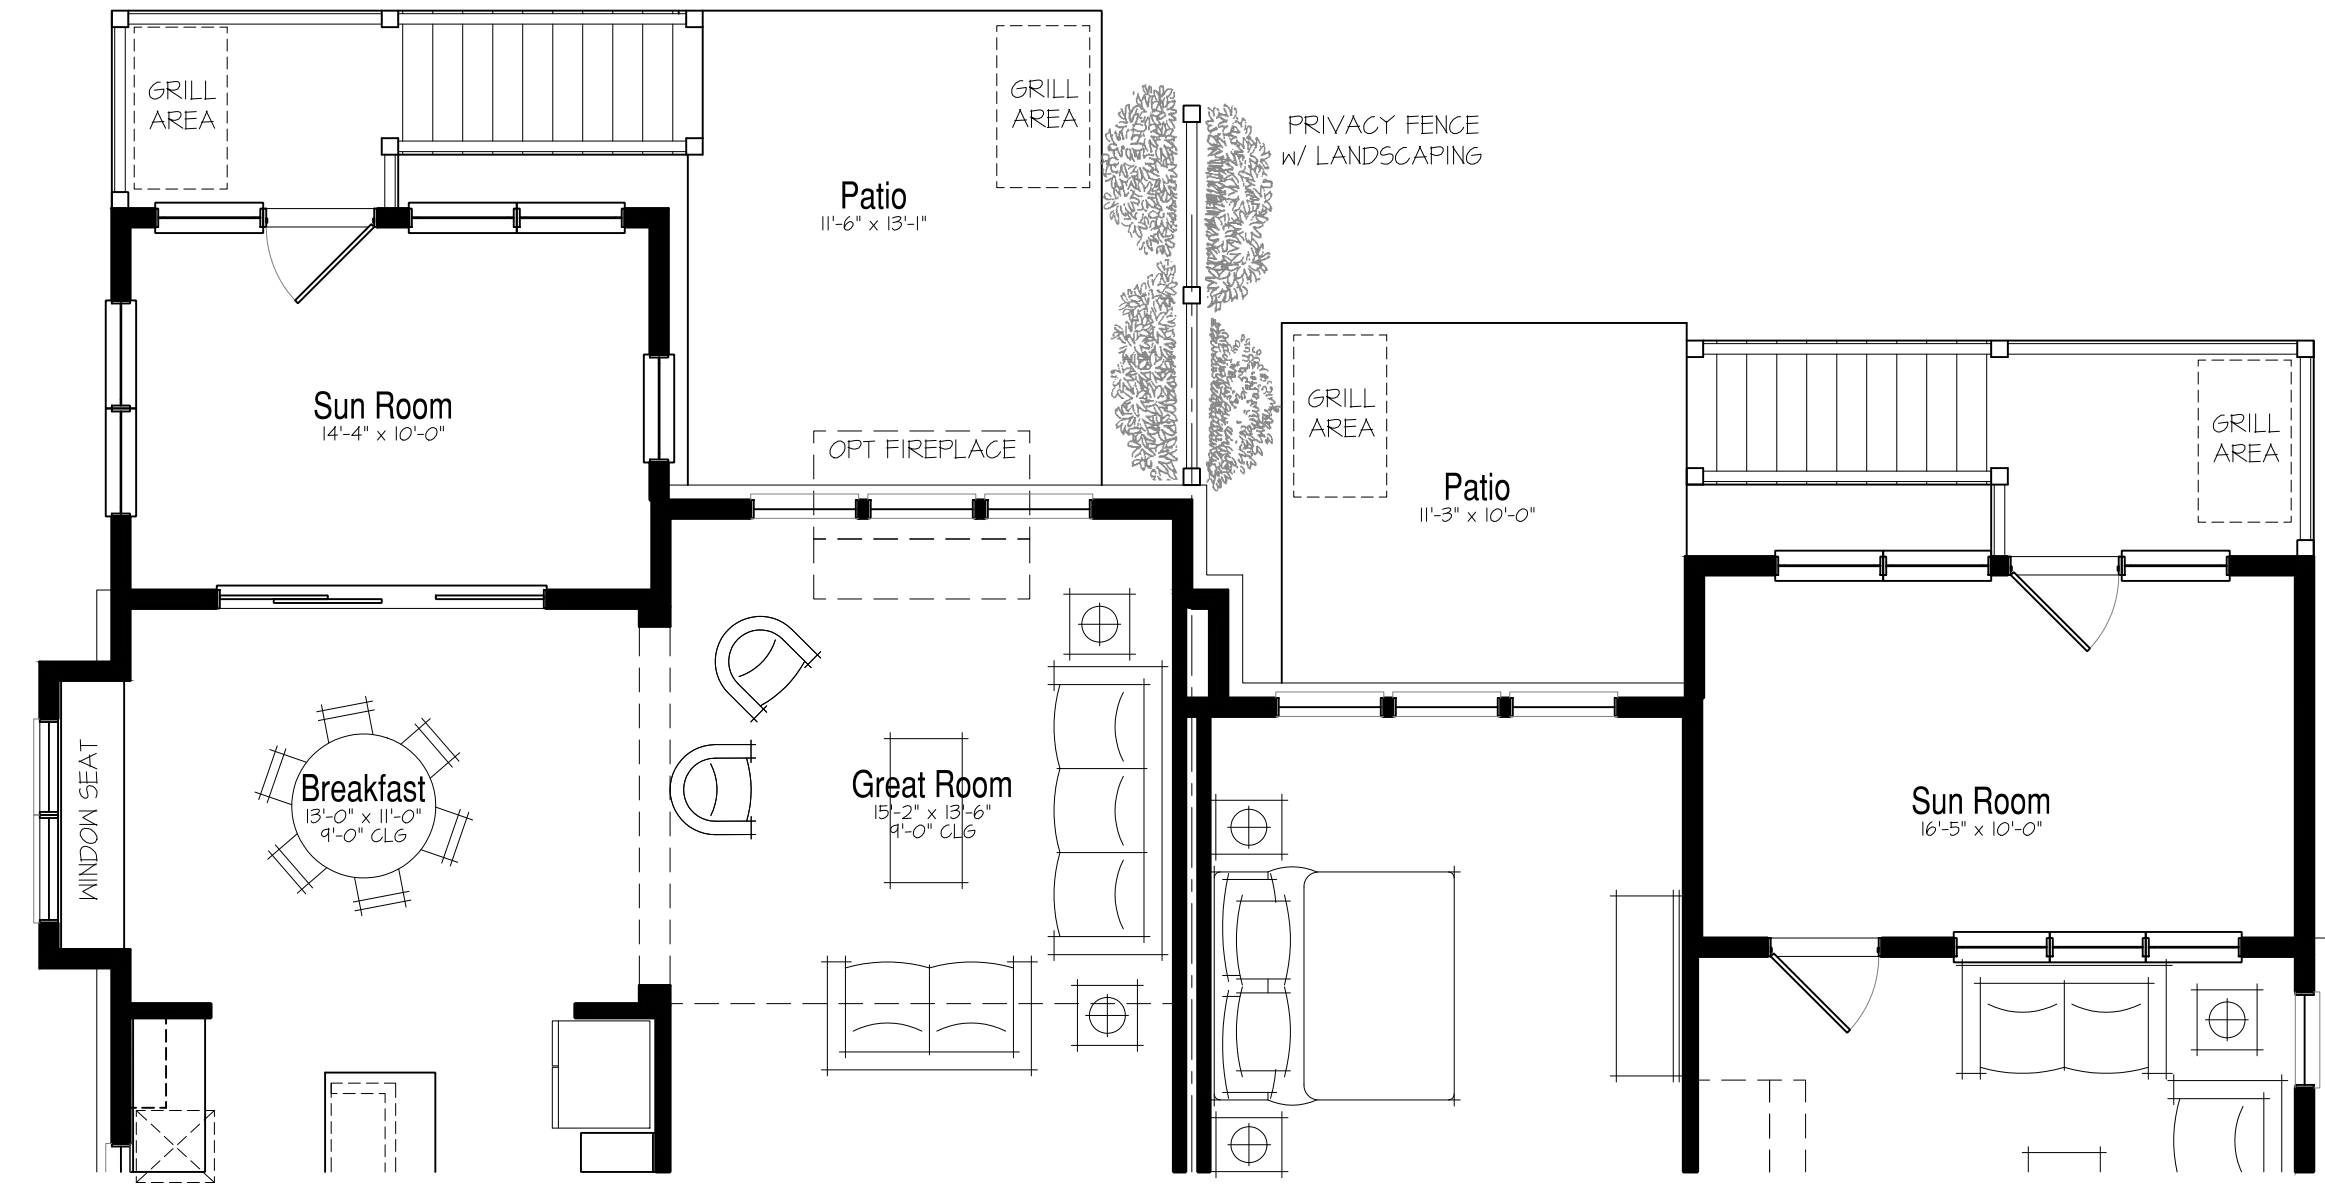 GRILL
AREA
GRILL
AREA
PRIVACY FENCE
W/ LANDSCAPING
Patio
11'-6" x 13'-1"
Sun Room
14'-4" x 10'-0"
OPT FIREPLACE
GRILL
AREA
GRILL
AREA
Patio
11'-3" x 10'-0"
WINDOW SEAT
Breakfast
13'-0" x 11'-0"
9'-0" CLG
Great Room
15'-2" x 13'-6"
9'-0" CLG
Sun Room
16'-5" x 10'-0"